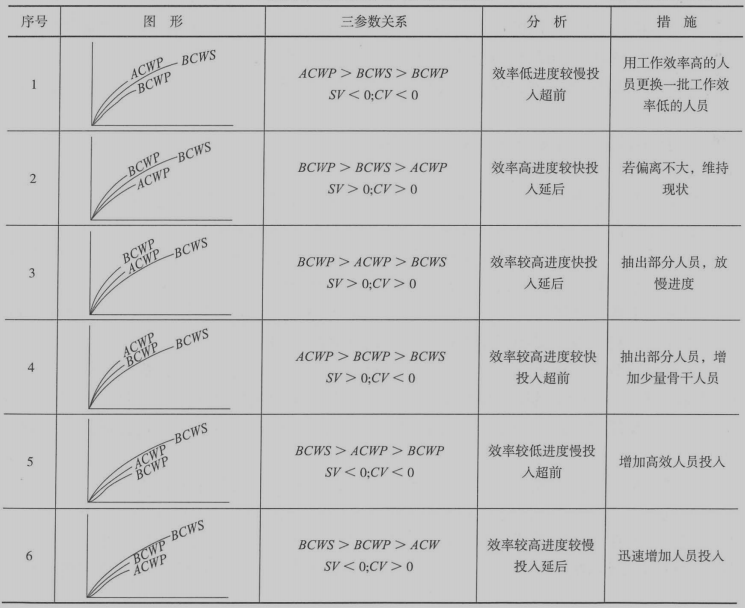 序号 图形 三参数关系 分析 措施
1
ACWP
BCWS
BCWP
ACWP > BCWS > BCWP
SV < 0;CV < 0
效率低进度较慢投
入超前
用工作效率高的人
员更换一批工作效
率低的人员
2
BCWP
BCWS
ACWP
BCWP > BCWS > ACWP
SV > 0;CV > 0
效率高进度较快投
入延后
若偏离不大，维持
现状
3
BCWP
ACWP
BCWS
BCWP > ACWP > BCWS
SV > 0;CV > 0
效率较高进度快投
入延后
抽出部分人员，放
慢进度
4
ACWP
BCWP
BCWS
ACWP > BCWP > BCWS
SV > 0;CV < 0
效率较高进度较快
投入超前
抽出部分人员，增
加少量骨干人员
5
BCWS
ACWP
BCWP
BCWS > ACWP > BCWP
SV < 0;CV < 0
效率较低进度慢投
入超前
增加高效人员投入
6
BCWS
BCWP
ACWP
BCWS > BCWP > ACW
SV < 0;CV > 0
效率较高进度较慢
投入延后
迅速增加人员投入